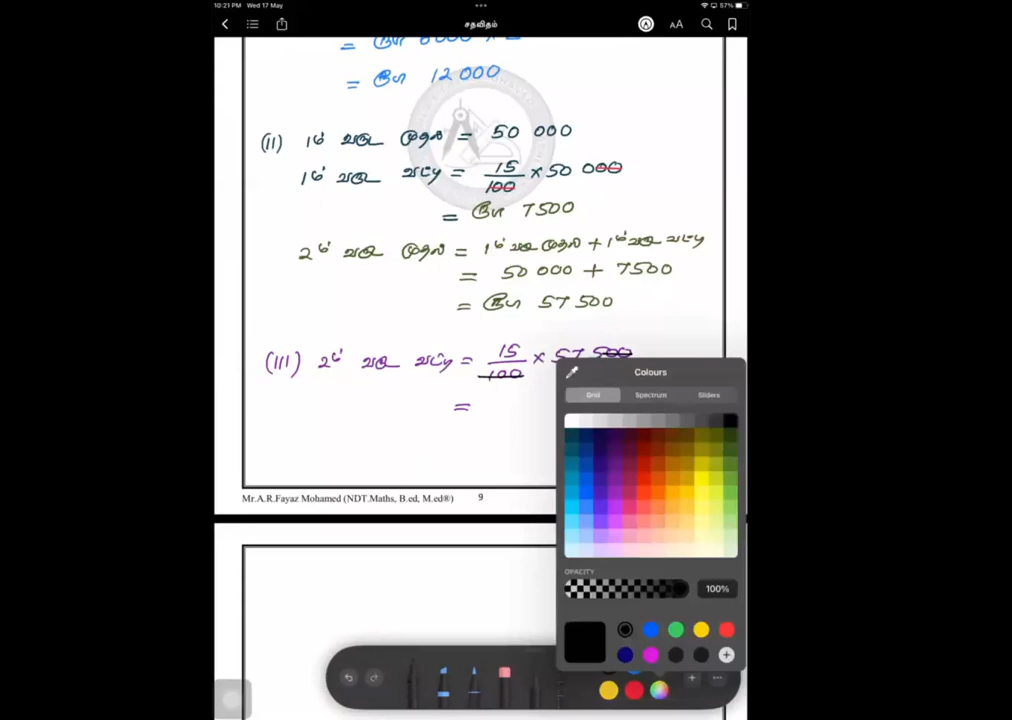 10:21 PM Wed 17 May
57%
சதவிதம்
AA
= ரூபா 6000 x 2
= ரூபா 12 000
(II) 1ம் வருட முதல் = 50 000
1ம் வருட வட்டி = 15/100 x 50 000
= ரூபா 7500
2ம் வருட முதல் = 1ம் வருட முதல் + 1ம் வருட வட்டி
= 50 000 + 7500
= ரூபா 57 500
(III) 2ம் வருட வட்டி = 15/100 x 57 500
=
Mr.A.R.Fayaz Mohamed (NDT.Maths, B.ed, M.ed®) 9
Colours
Grid Spectrum Sliders
OPACITY
100%